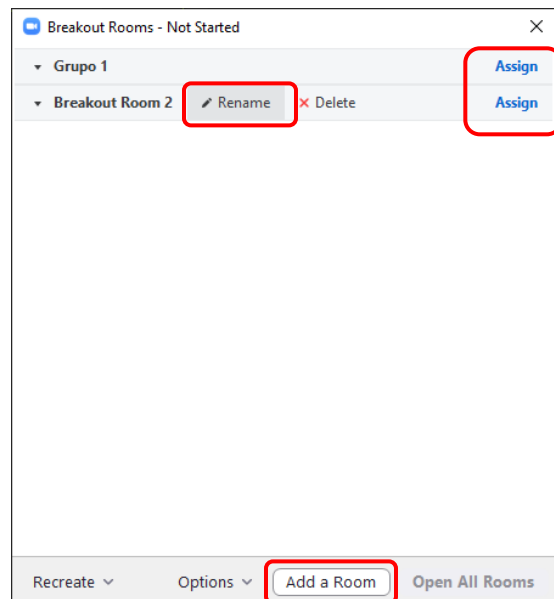 Breakout Rooms - Not Started
Grupo 1 Assign
Breakout Room 2 Rename Delete Assign
Recreate Options Add a Room Open All Rooms